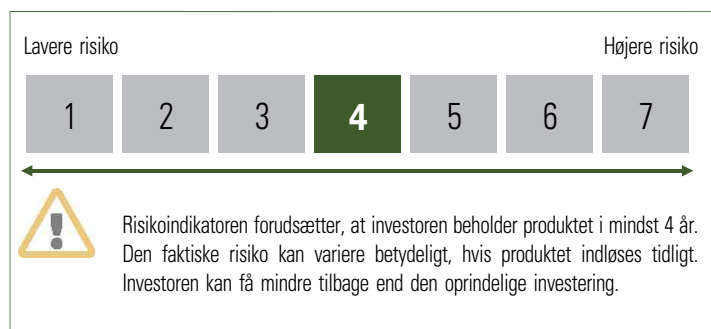 Lavere risiko Højere risiko
1 2 3 4 5 6 7
Risikoindikatoren forudsætter, at investoren beholder produktet i mindst 4 år.
Den faktiske risiko kan variere betydeligt, hvis produktet indløses tidligt.
Investoren kan få mindre tilbage end den oprindelige investering.